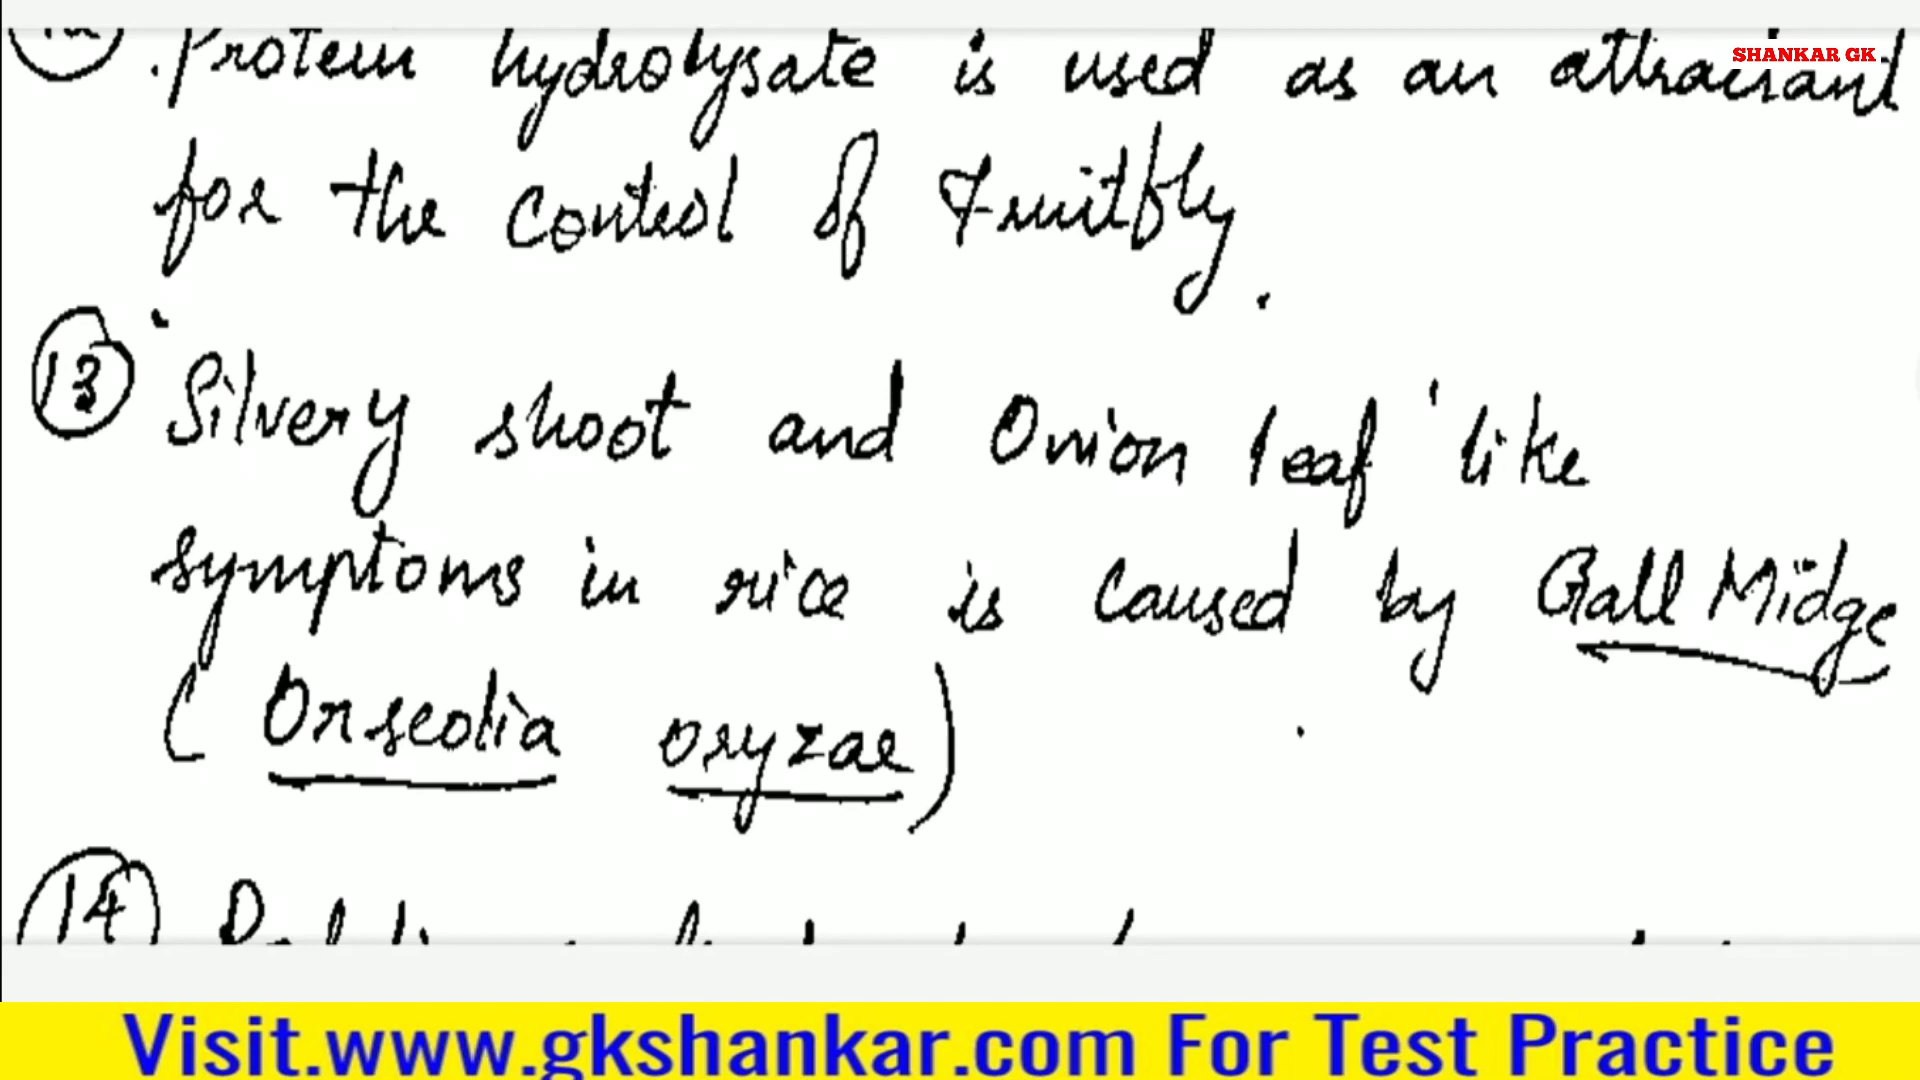 12. Protein hydrolysate is used as an attractant
SHANKAR GK
for the control of Fruitfly.
13 Silvery shoot and Onion leaf like
symptoms in rice is caused by Gall Midge
(Orseolia oryzae)
14
Visit.www.gkshankar.com For Test Practice